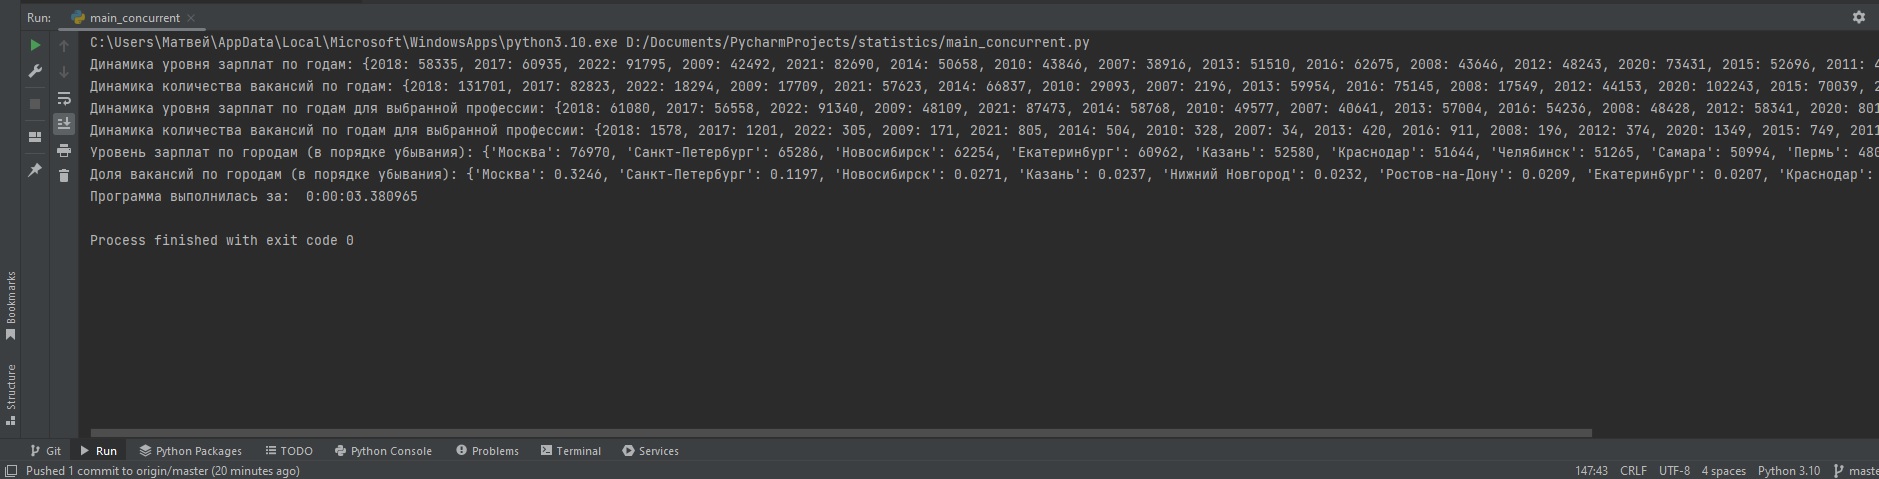 Run: main_concurrent
C:\Users\Матвей\AppData\Local\Microsoft\WindowsApps\python3.10.exe D:/Documents/PycharmProjects/statistics/main_concurrent.py
Динамика уровня зарплат по годам: {2018: 58335, 2017: 60935, 2022: 91795, 2009: 42492, 2021: 82690, 2014: 50658, 2010: 43846, 2007: 38916, 2013: 51510, 2016: 62675, 2008: 43646, 2012: 48243, 2020: 73431, 2015: 52696, 2011: 4
Динамика количества вакансий по годам: {2018: 131701, 2017: 82823, 2022: 18294, 2009: 17709, 2021: 57623, 2014: 66837, 2010: 29093, 2007: 2196, 2013: 59954, 2016: 75145, 2008: 17549, 2012: 44153, 2020: 102243, 2015: 70039, 2
Динамика уровня зарплат по годам для выбранной профессии: {2018: 61080, 2017: 56558, 2022: 91340, 2009: 48109, 2021: 87473, 2014: 58768, 2010: 49577, 2007: 40641, 2013: 57004, 2016: 54236, 2008: 48428, 2012: 58341, 2020: 801
Динамика количества вакансий по годам для выбранной профессии: {2018: 1578, 2017: 1201, 2022: 305, 2009: 171, 2021: 805, 2014: 504, 2010: 328, 2007: 34, 2013: 420, 2016: 911, 2008: 196, 2012: 374, 2020: 1349, 2015: 749, 2011
Уровень зарплат по городам (в порядке убывания): {'Москва': 76970, 'Санкт-Петербург': 65286, 'Новосибирск': 62254, 'Екатеринбург': 60962, 'Казань': 52580, 'Краснодар': 51644, 'Челябинск': 51265, 'Самара': 50994, 'Пермь': 480
Доля вакансий по городам (в порядке убывания): {'Москва': 0.3246, 'Санкт-Петербург': 0.1197, 'Новосибирск': 0.0271, 'Казань': 0.0237, 'Нижний Новгород': 0.0232, 'Ростов-на-Дону': 0.0209, 'Екатеринбург': 0.0207, 'Краснодар':
Программа выполнилась за:  0:00:03.380965
Process finished with exit code 0
Bookmarks
Structure
Git Run Python Packages TODO Python Console Problems Terminal Services
Pushed 1 commit to origin/master (20 minutes ago) 147:43 CRLF UTF-8 4 spaces Python 3.10 maste